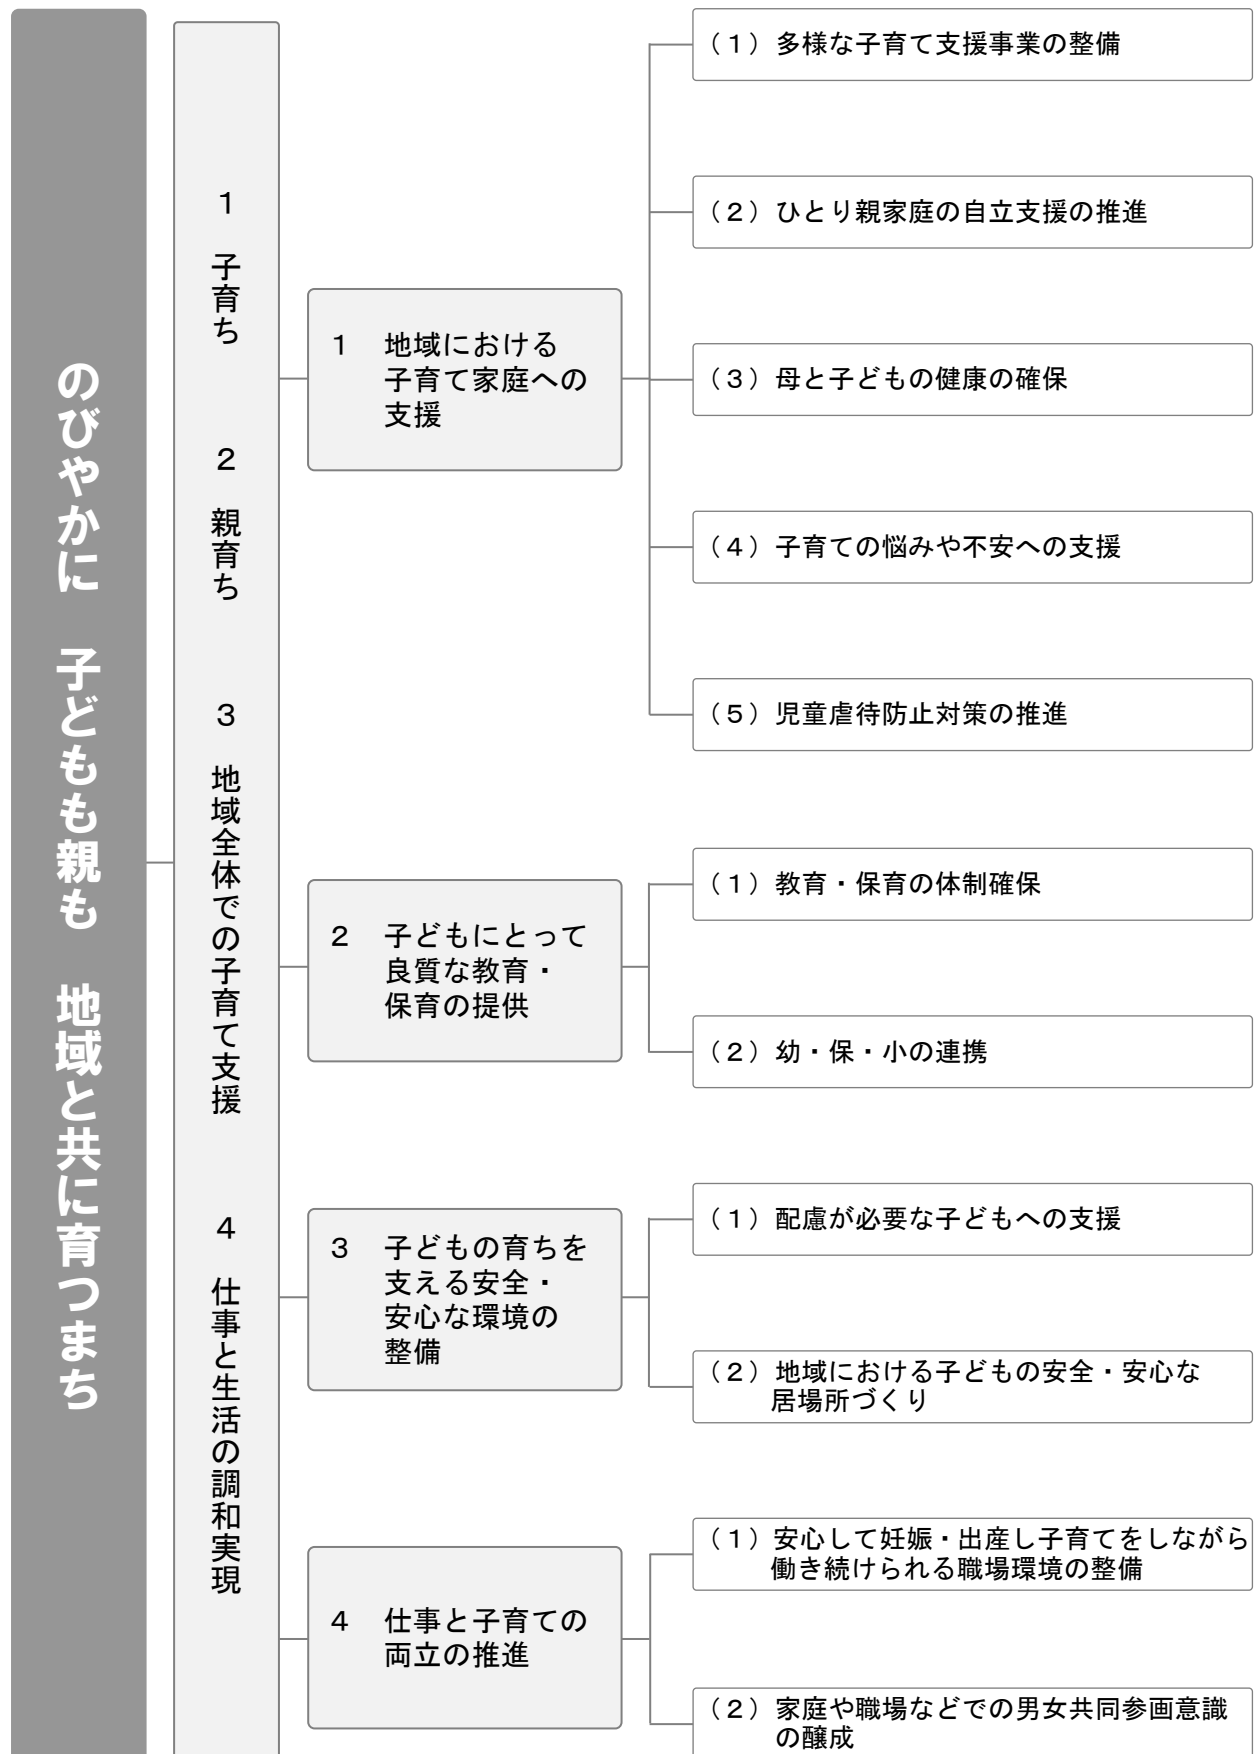 のびやかに　子どもも親も　地域と共に育つまち
１　子育ち
２　親育ち
３　地域全体での子育て支援
４　仕事と生活の調和実現
１　地域における
子育て家庭への
支援
（１）多様な子育て支援事業の整備
（２）ひとり親家庭の自立支援の推進
（３）母と子どもの健康の確保
（４）子育ての悩みや不安への支援
（５）児童虐待防止対策の推進
２　子どもにとって
良質な教育・
保育の提供
（１）教育・保育の体制確保
（２）幼・保・小の連携
３　子どもの育ちを
支える安全・
安心な環境の
整備
（１）配慮が必要な子どもへの支援
（２）地域における子どもの安全・安心な
居場所づくり
４　仕事と子育ての
両立の推進
（１）安心して妊娠・出産し子育てをしながら
働き続けられる職場環境の整備
（２）家庭や職場などでの男女共同参画意識
の醸成